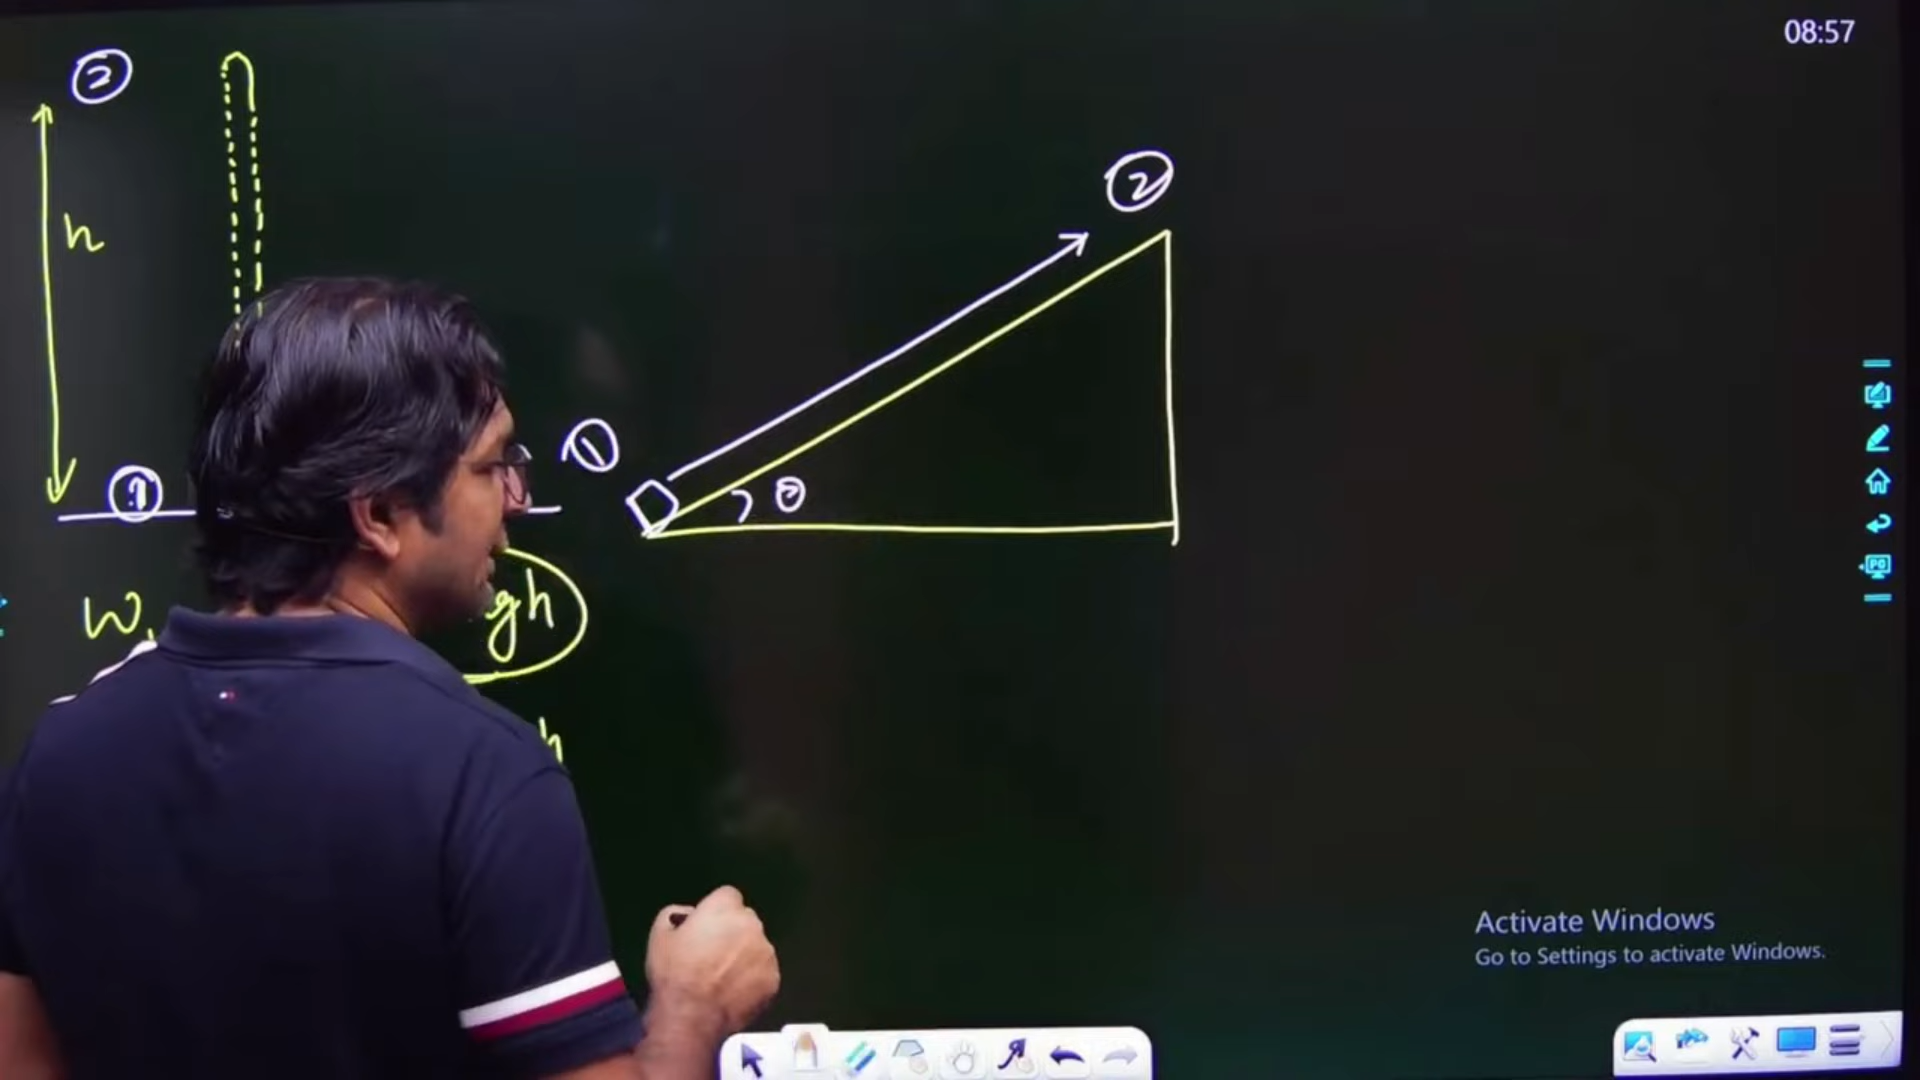 08:57
②
②
h
①
①
θ
W
gh
h
Activate Windows
Go to Settings to activate Windows.